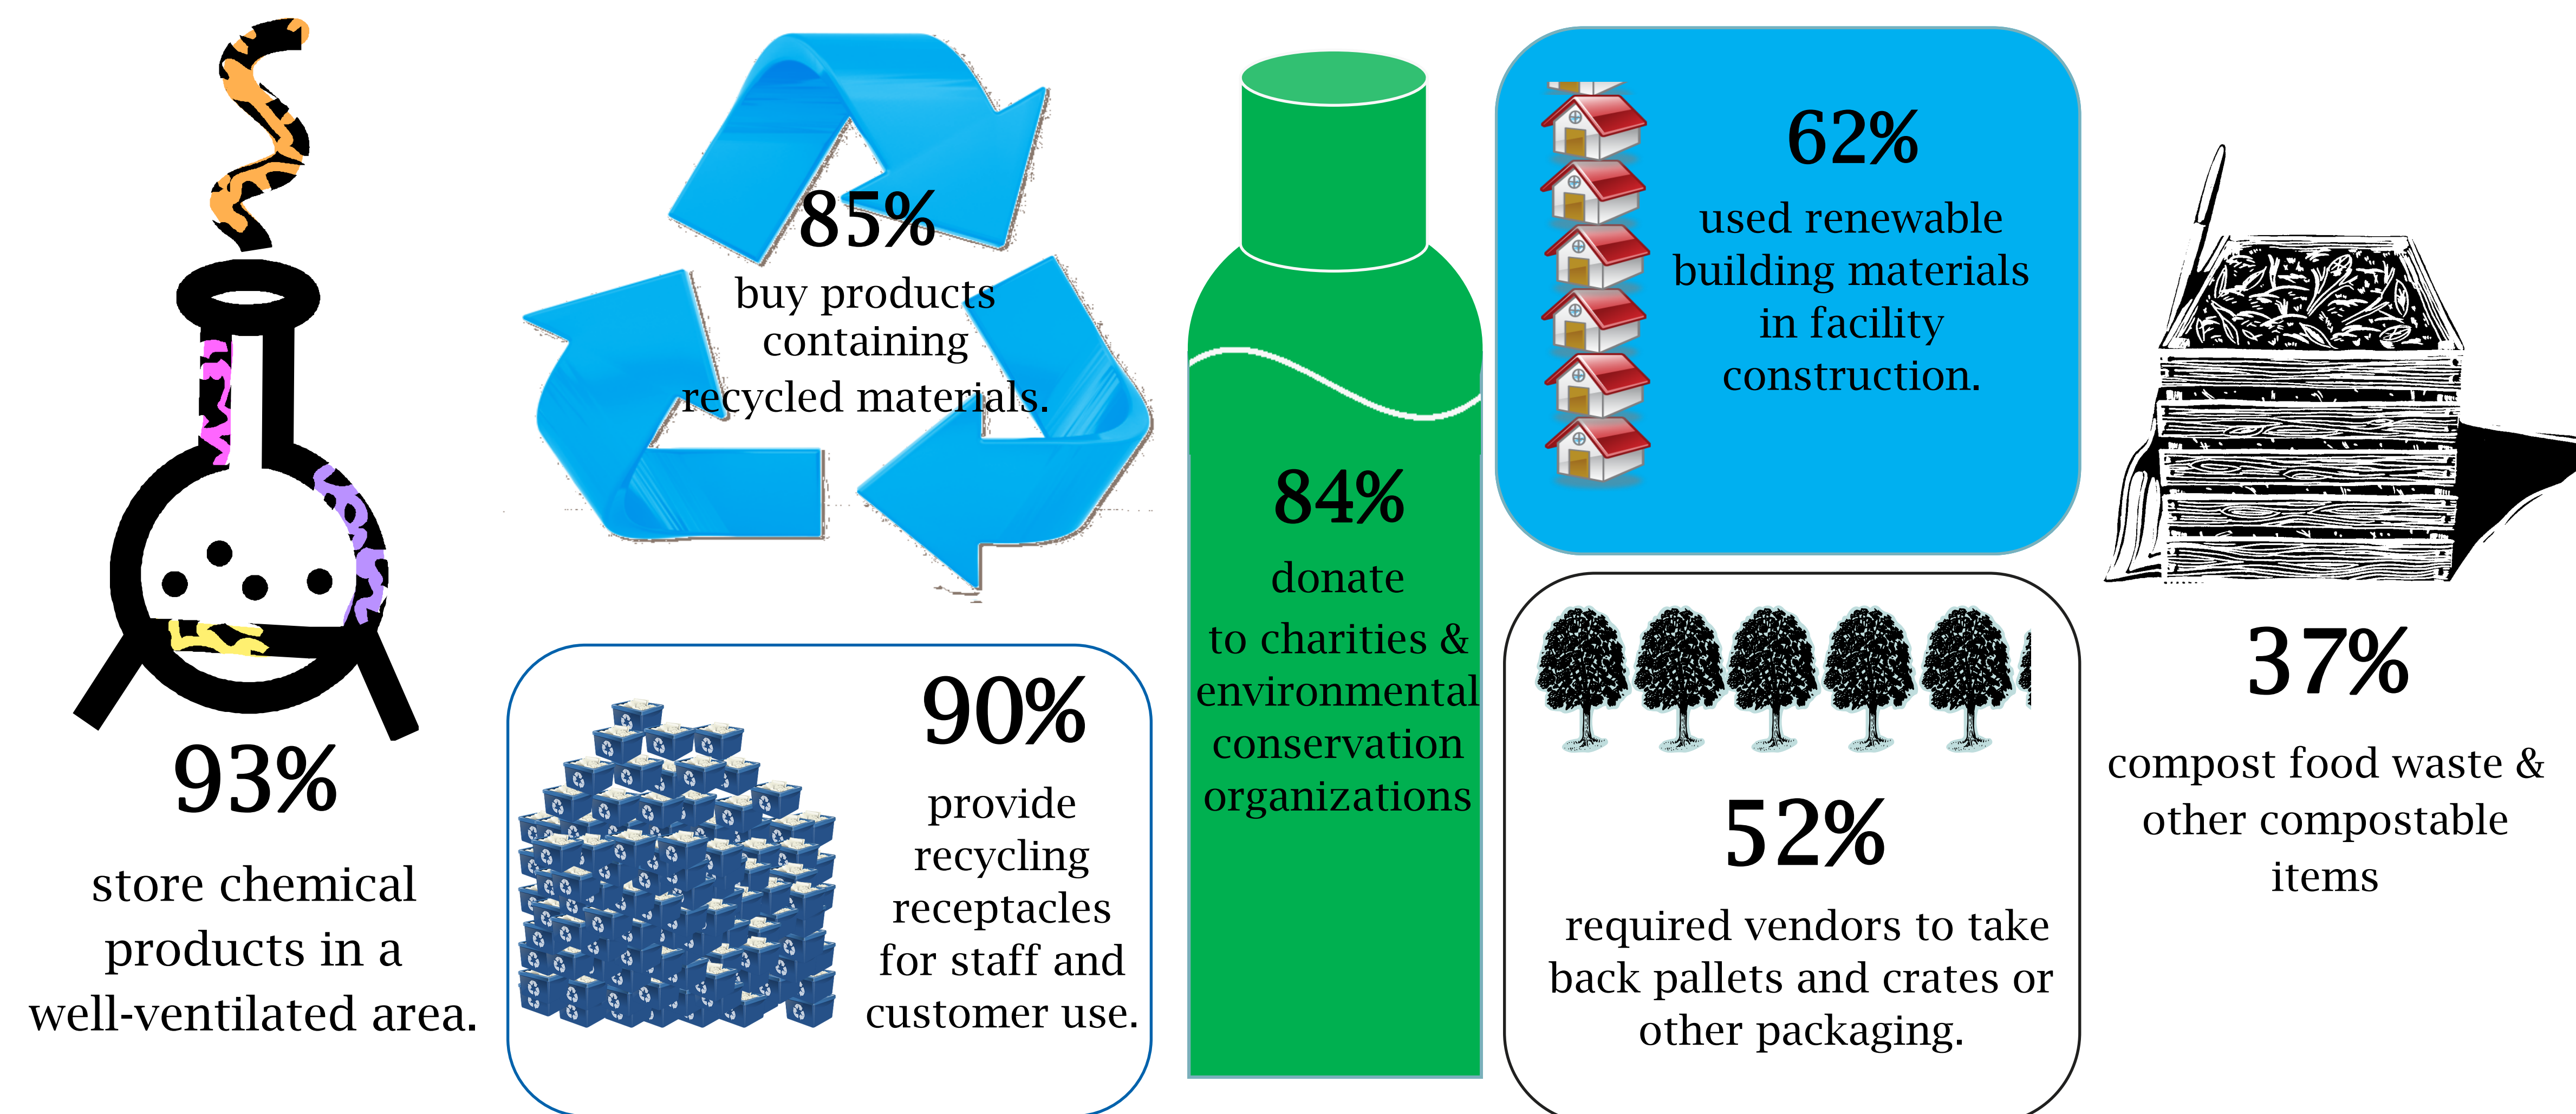 93%
store chemical
products in a
well-ventilated area.
85%
buy products
containing
recycled materials.
90%
provide
recycling
receptacles
for staff and
customer use.
84%
donate
to charities &
environmental
conservation
organizations
62%
used renewable
building materials
in facility
construction.
52%
required vendors to take
back pallets and crates or
other packaging.
37%
compost food waste &
other compostable
items